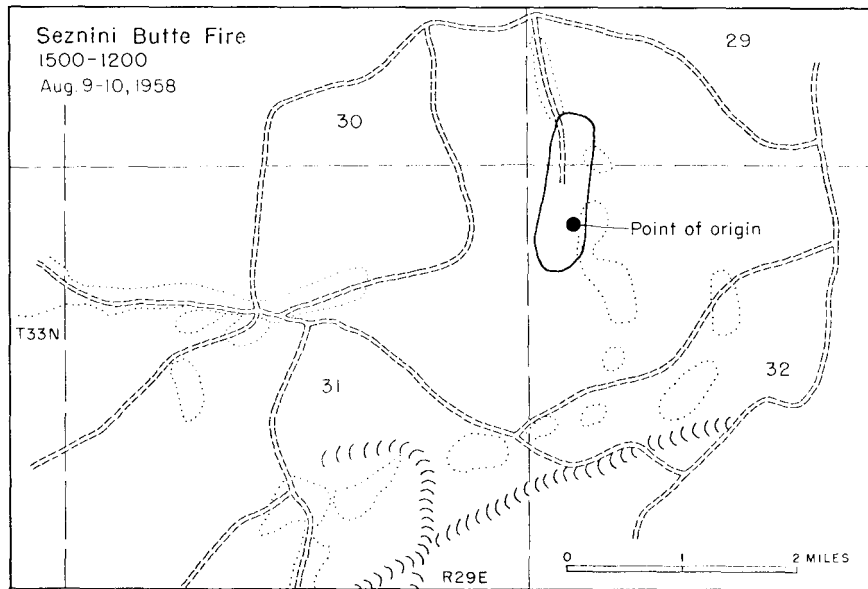 Seznini Butte Fire
1500-1200
Aug. 9-10, 1958
29
30
Point of origin
T33N
31
32
R29E
0 1 2 MILES